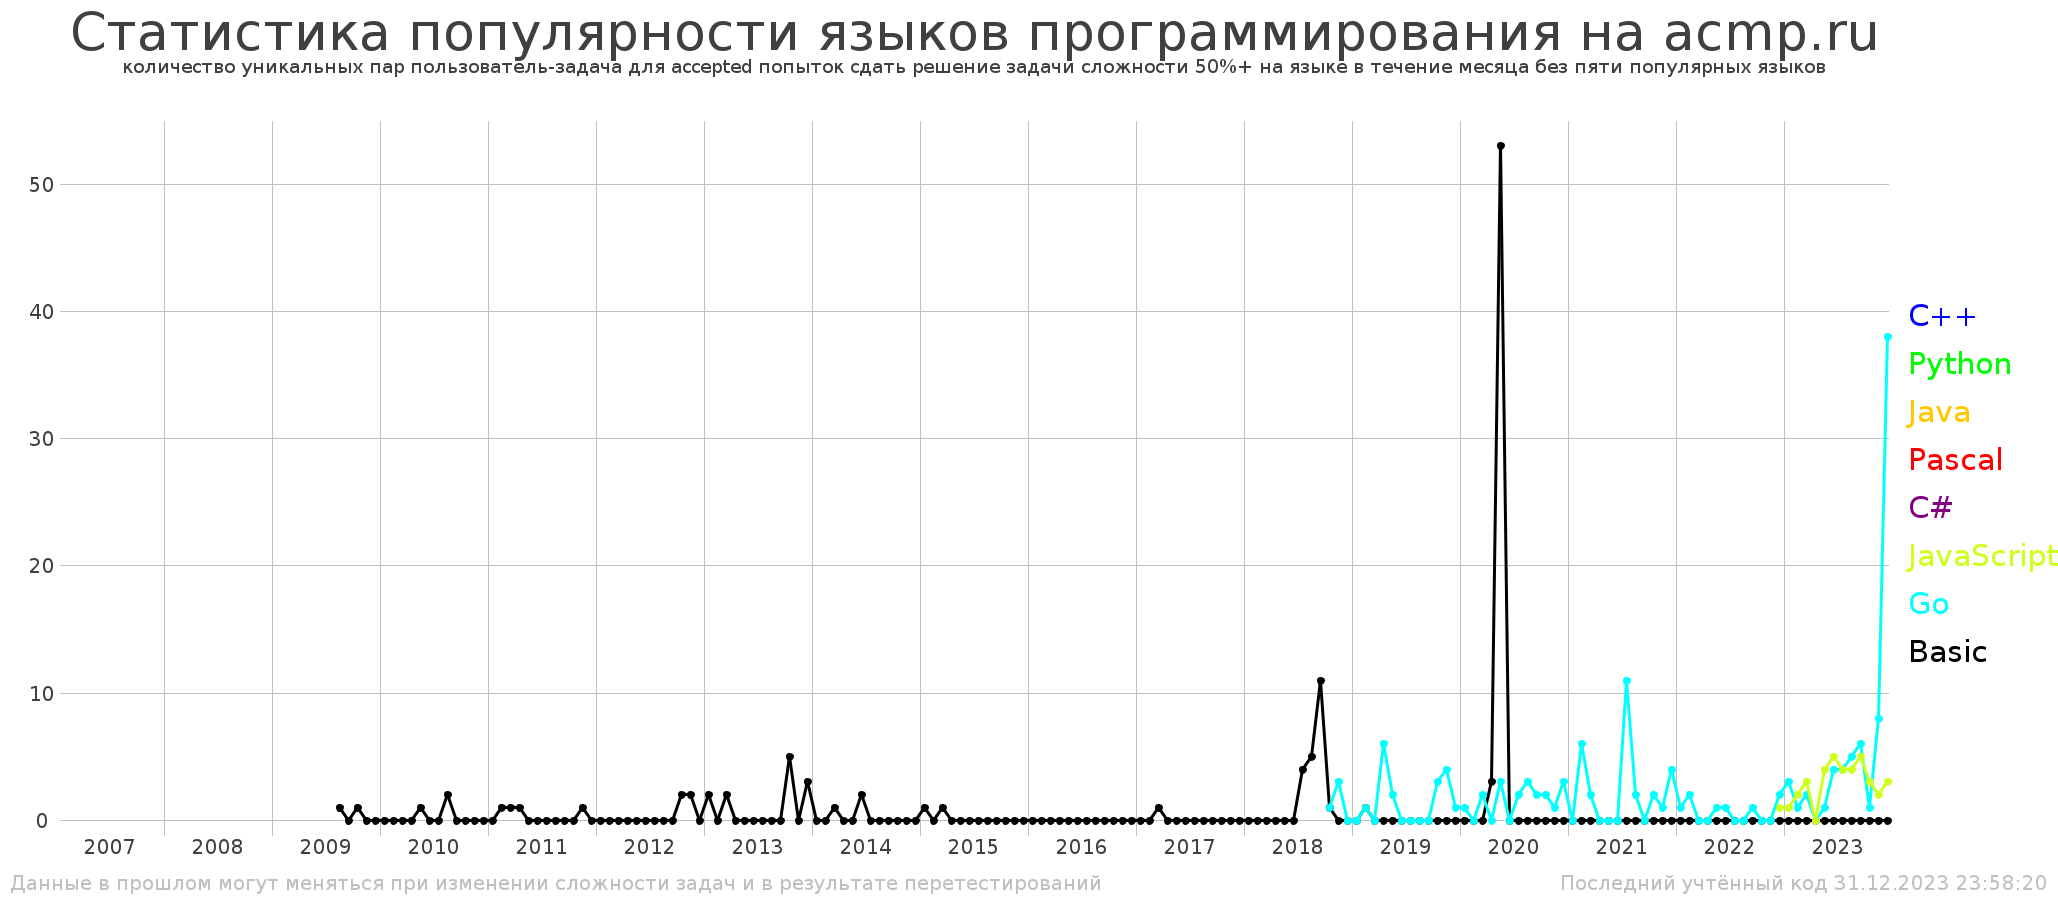 Статистика популярности языков программирования на acmp.ru
количество уникальных пар пользователь-задача для accepted попыток сдать решение задачи сложности 50%+ на языке в течение месяца без пяти популярных языков
50
40
30
20
10
0
C++
Python
Java
Pascal
C#
JavaScript
Go
Basic
2007 2008 2009 2010 2011 2012 2013 2014 2015 2016 2017 2018 2019 2020 2021 2022 2023
Данные в прошлом могут меняться при изменении сложности задач и в результате перетестирований
Последний учтённый код 31.12.2023 23:58:20